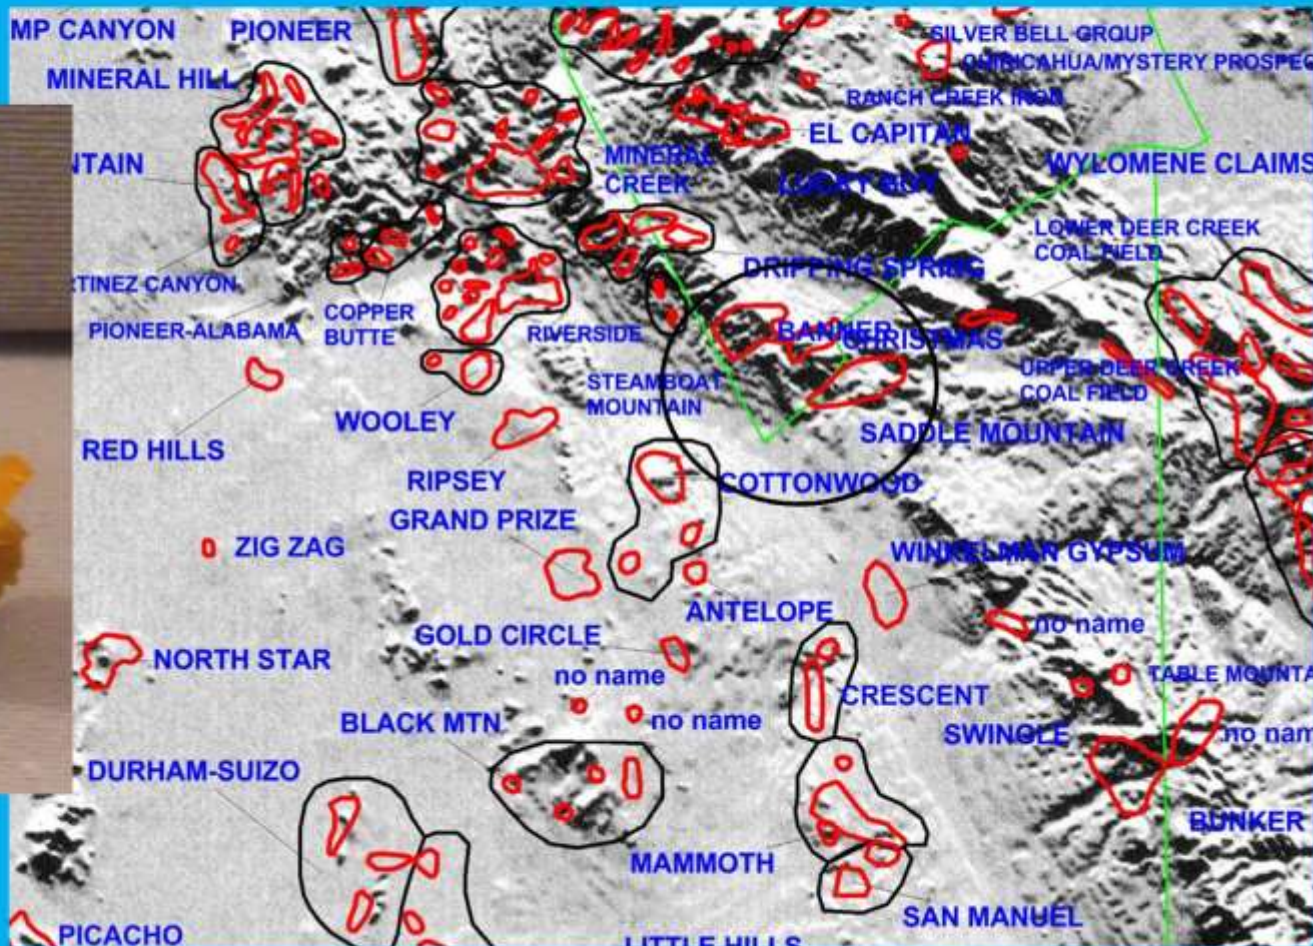 MP CANYON
PIONEER
SILVER BELL GROUP
CHIRICAHUA/MYSTERY PROSPEC
MINERAL HILL
RANCH CREEK IRON
EL CAPITAN
NTAIN
MINERAL
CREEK
WYLOMENE CLAIMS
LUCKY BOY
LOWER DEER CREEK
COAL FIELD
DRIPPING SPRING
RTINEZ CANYON
COPPER
BUTTE
PIONEER-ALABAMA
RIVERSIDE
BANNER
CHRISTMAS
STEAMBOAT
MOUNTAIN
UPPER DEER CREEK
COAL FIELD
WOOLEY
SADDLE MOUNTAIN
RED HILLS
RIPSEY
COTTONWOOD
GRAND PRIZE
ZIG ZAG
WINKELMAN GYPSUM
ANTELOPE
no name
GOLD CIRCLE
NORTH STAR
no name
TABLE MOUNTA
CRESCENT
BLACK MTN
no name
SWINGLE
no nam
DURHAM-SUIZO
BUNKER
MAMMOTH
SAN MANUEL
PICACHO
LITTLE HILLS